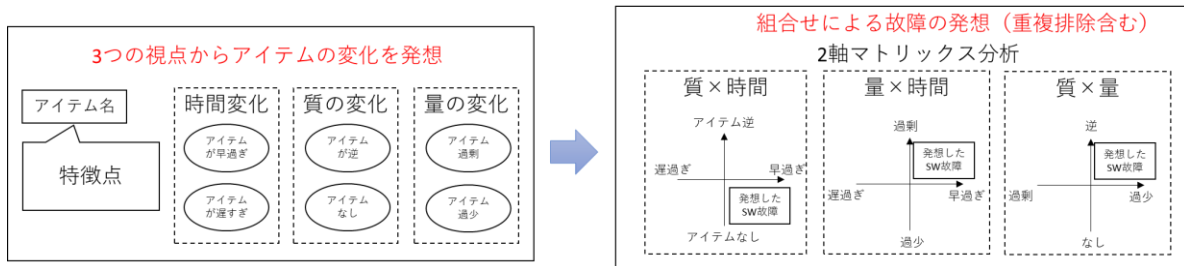 3つの視点からアイテムの変化を発想
アイテム名
特徴点
時間変化
アイテム
が早過ぎ
アイテム
が遅すぎ
質の変化
アイテム
が逆
アイテム
なし
量の変化
アイテム
過剰
アイテム
過少
組合せによる故障の発想（重複排除含む）
2軸マトリックス分析
質×時間
アイテム逆
遅過ぎ
早過ぎ
発想した
SW故障
アイテムなし
量×時間
過剰
発想した
SW故障
遅過ぎ
早過ぎ
過少
質×量
逆
発想した
SW故障
過剰
過少
なし